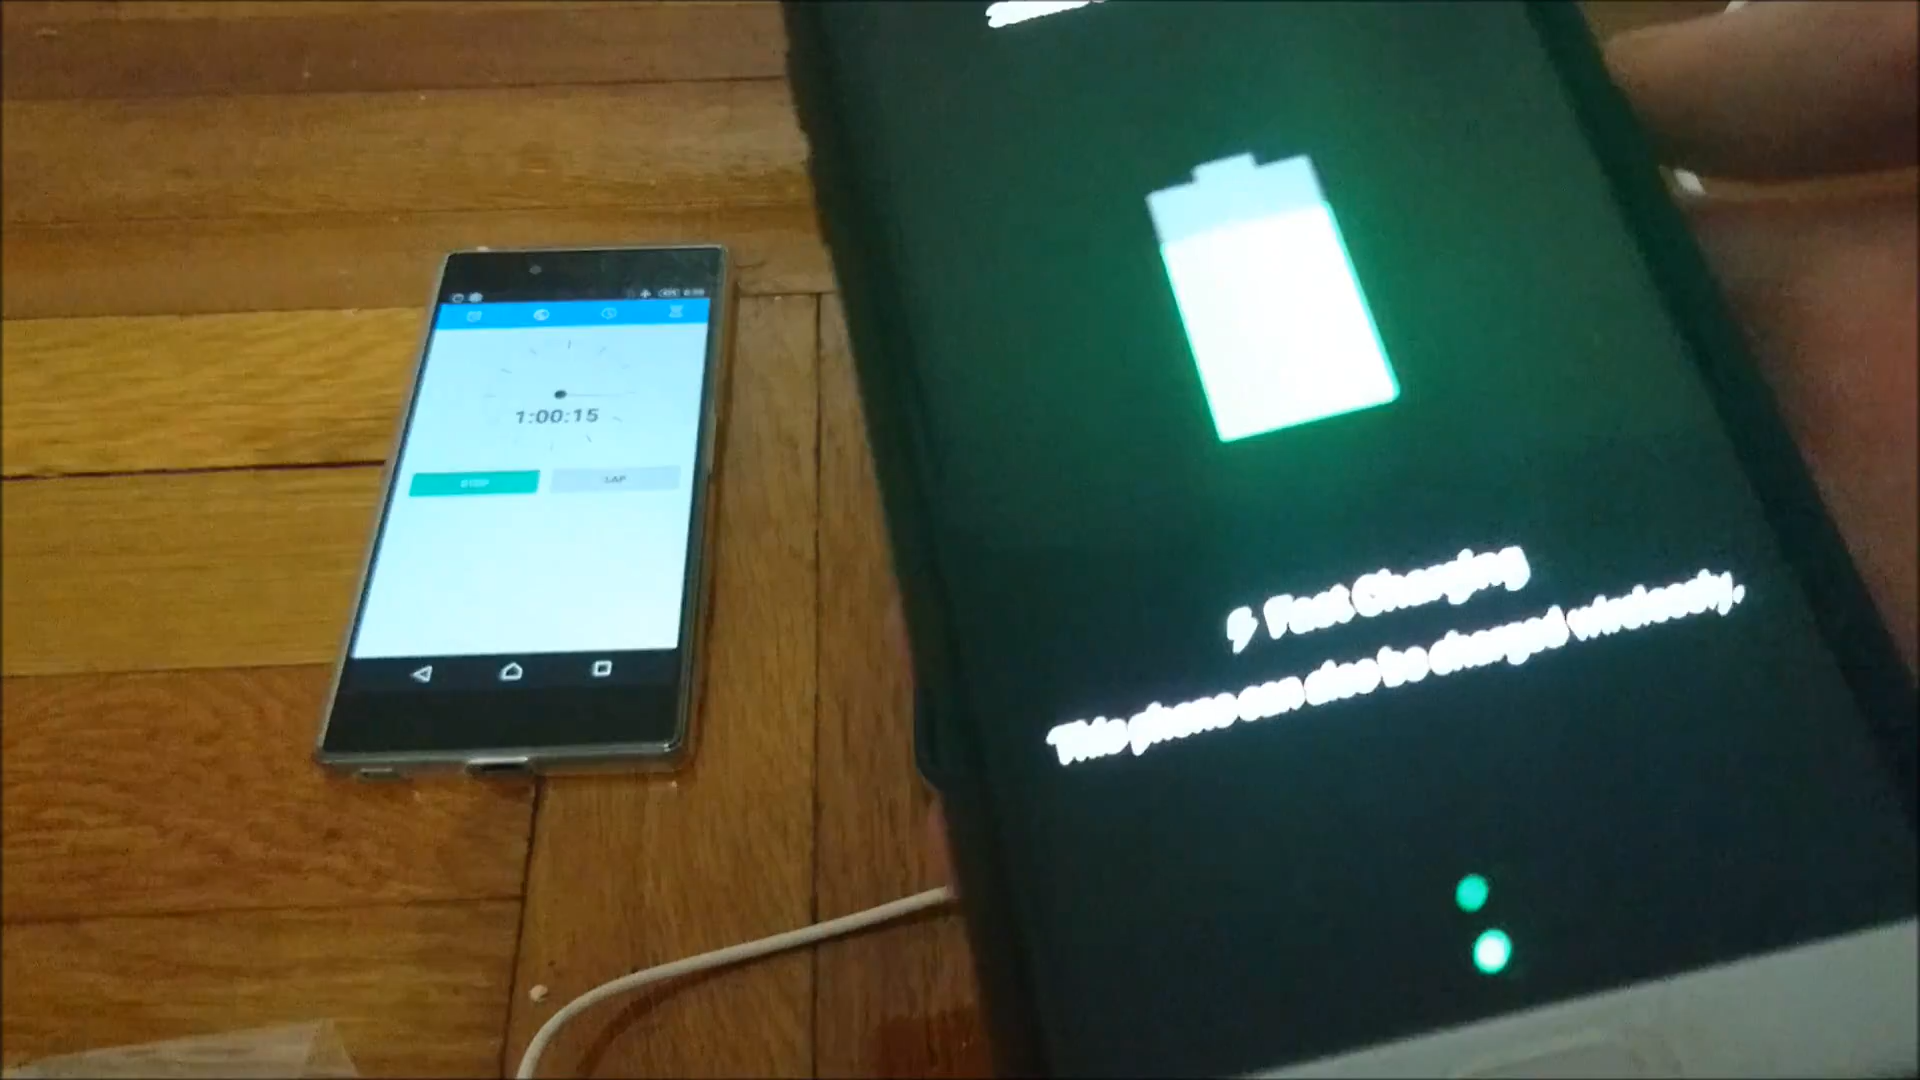 1:00:15
STOP
LAP
Fast Charging
This phone can also be charged wirelessly.